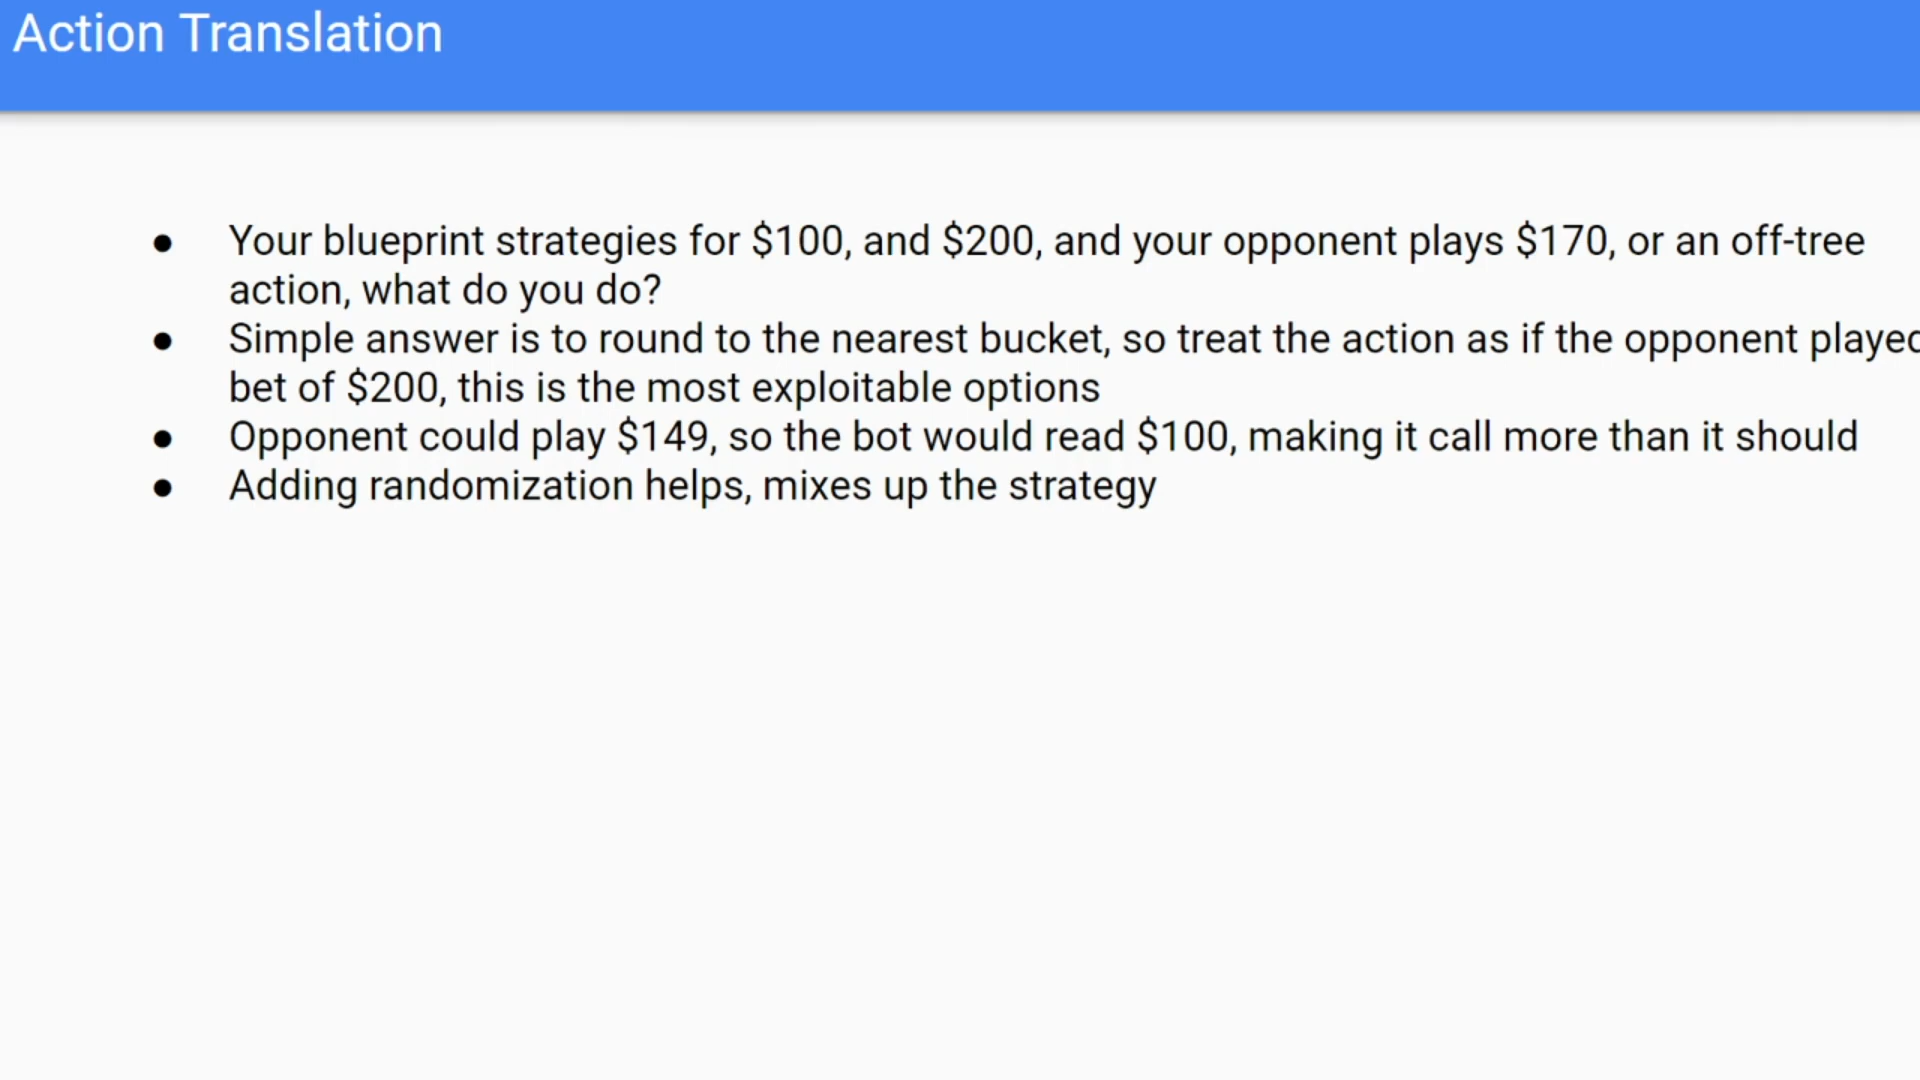 Action Translation
● Your blueprint strategies for $100, and $200, and your opponent plays $170, or an off-tree
action, what do you do?
● Simple answer is to round to the nearest bucket, so treat the action as if the opponent played
bet of $200, this is the most exploitable options
● Opponent could play $149, so the bot would read $100, making it call more than it should
● Adding randomization helps, mixes up the strategy